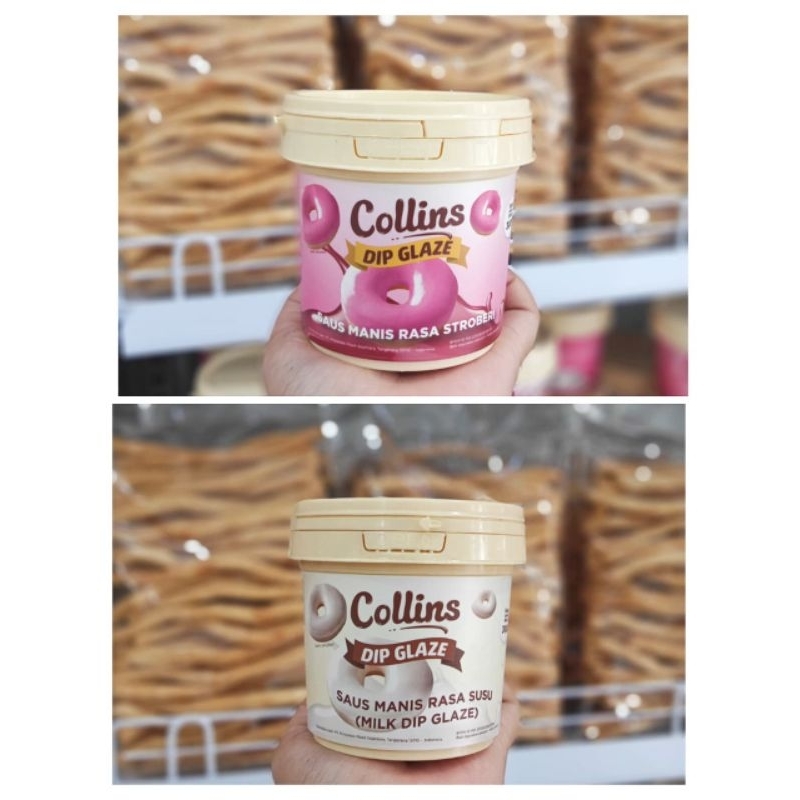 Collins
DIP GLAZE
SAUS MANIS RASA STROBERI
Collins
DIP GLAZE
SAUS MANIS RASA SUSU
(MILK DIP GLAZE)